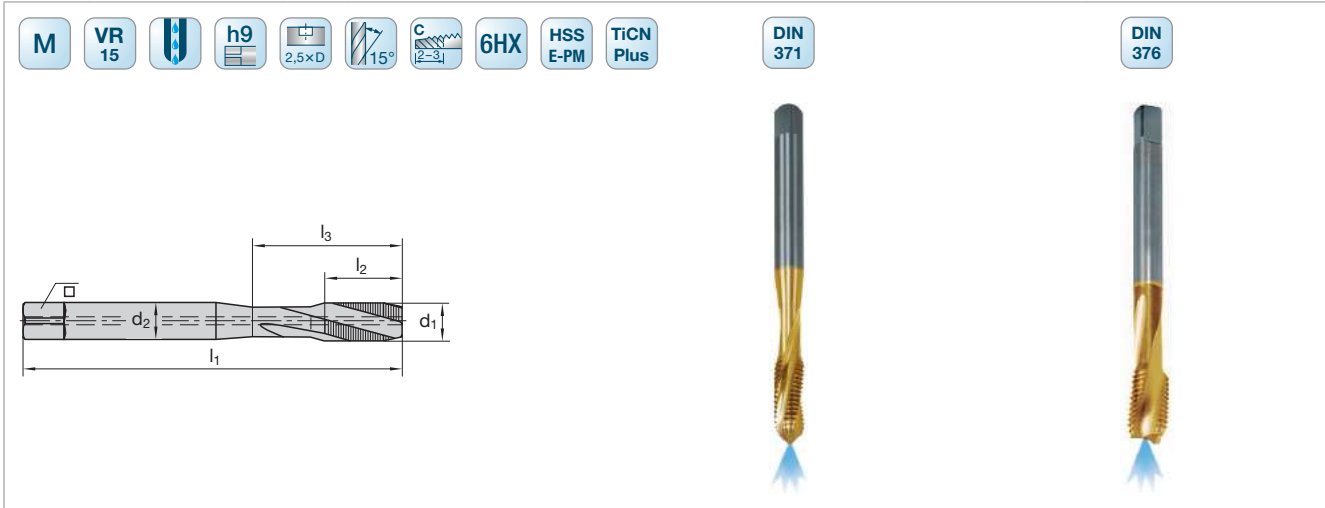 M
VR
15
h9
2,5×D
15°
C
2–3
6HX
HSS
E-PM
TiCN
Plus
DIN
371
DIN
376
l3
l2
d2
d1
l1